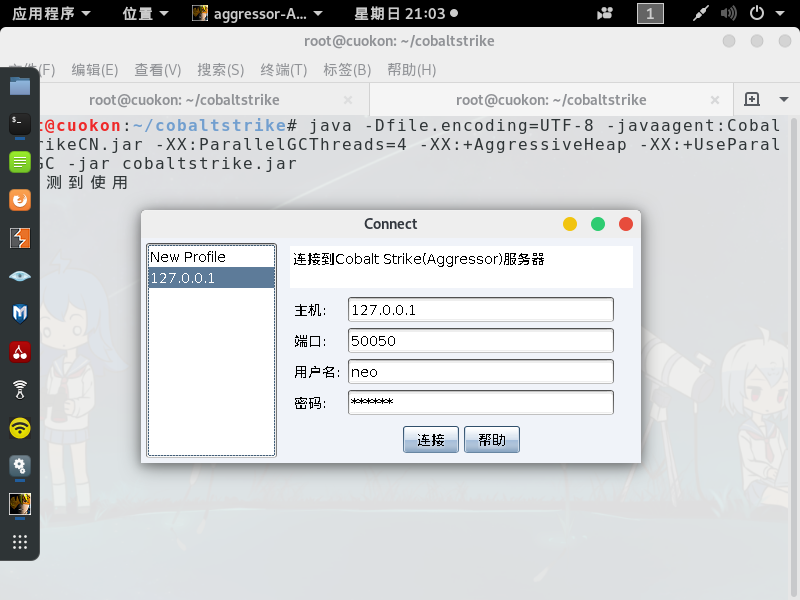 应用程序 位置 aggressor-A... 星期日 21:03 1
root@cuokon: ~/cobaltstrike
文件(F) 编辑(E) 查看(V) 搜索(S) 终端(T) 标签(B) 帮助(H)
root@cuokon: ~/cobaltstrike × root@cuokon: ~/cobaltstrike ×
t@cuokon:~/cobaltstrike# java -Dfile.encoding=UTF-8 -javaagent:Cobal
rikeCN.jar -XX:ParallelGCThreads=4 -XX:+AggressiveHeap -XX:+UseParal
GC -jar cobaltstrike.jar
测到使用
Connect
New Profile
127.0.0.1
连接到Cobalt Strike(Aggressor)服务器
主机: 127.0.0.1
端口: 50050
用户名: neo
密码: ******
连接 帮助